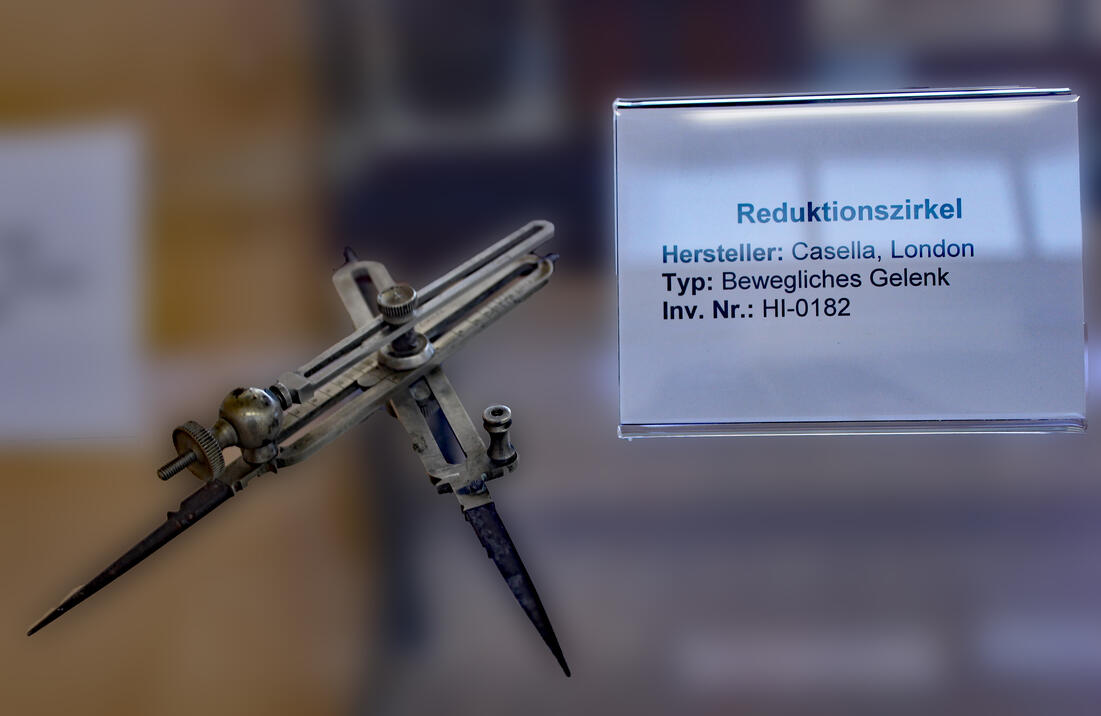 Reduktionszirkel
Hersteller: Casella, London
Typ: Bewegliches Gelenk
Inv. Nr.: HI-0182